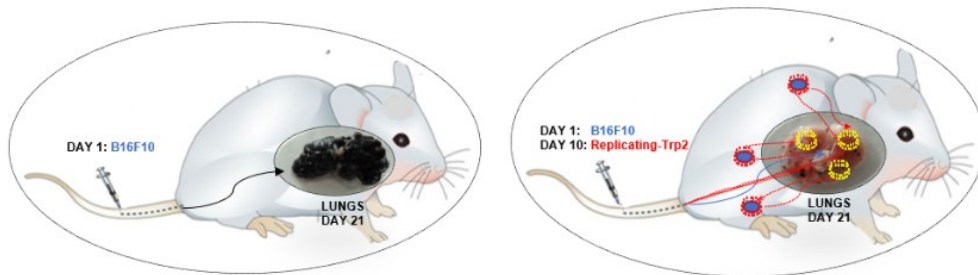 DAY 1: B16F10
LUNGS
DAY 21
DAY 1: B16F10
DAY 10: Replicating-Trp2
LUNGS
DAY 21